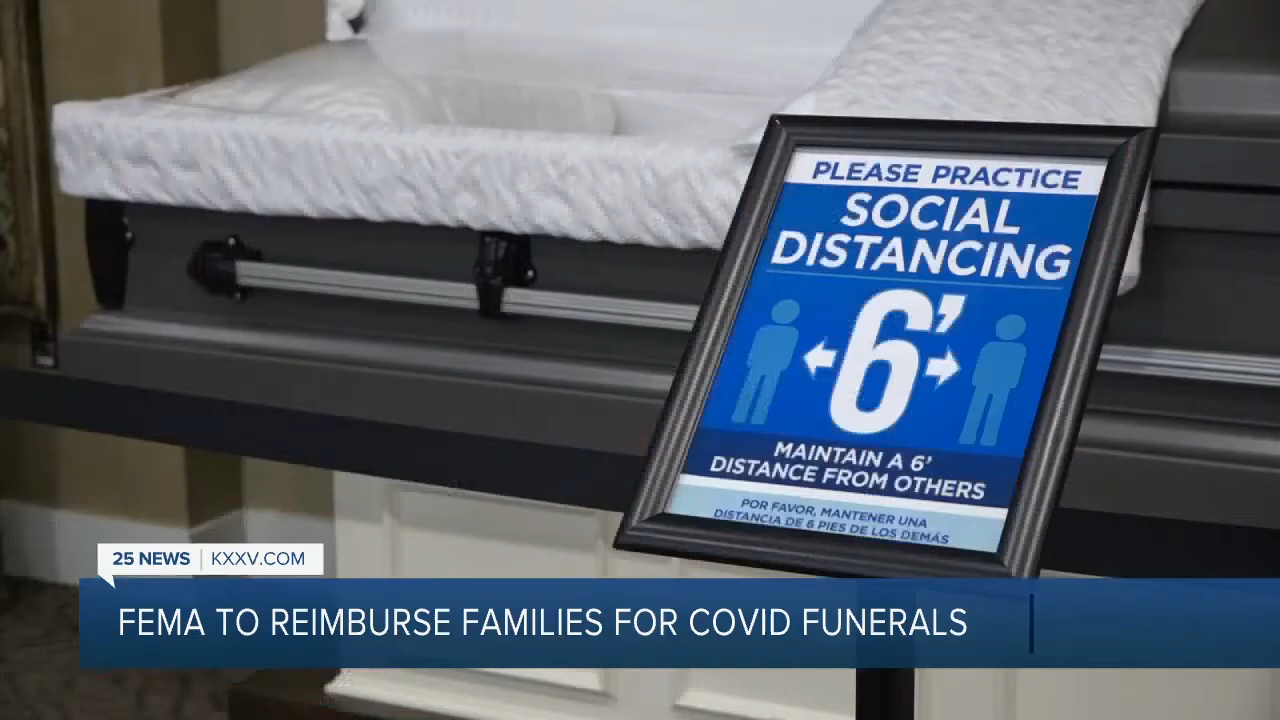 PLEASE PRACTICE
SOCIAL
DISTANCING
6'
MAINTAIN A 6'
DISTANCE FROM OTHERS
POR FAVOR, MANTENER UNA
DISTANCIA DE 6 PIES DE LOS DEMÁS
25 NEWS | KXXV.COM
FEMA TO REIMBURSE FAMILIES FOR COVID FUNERALS